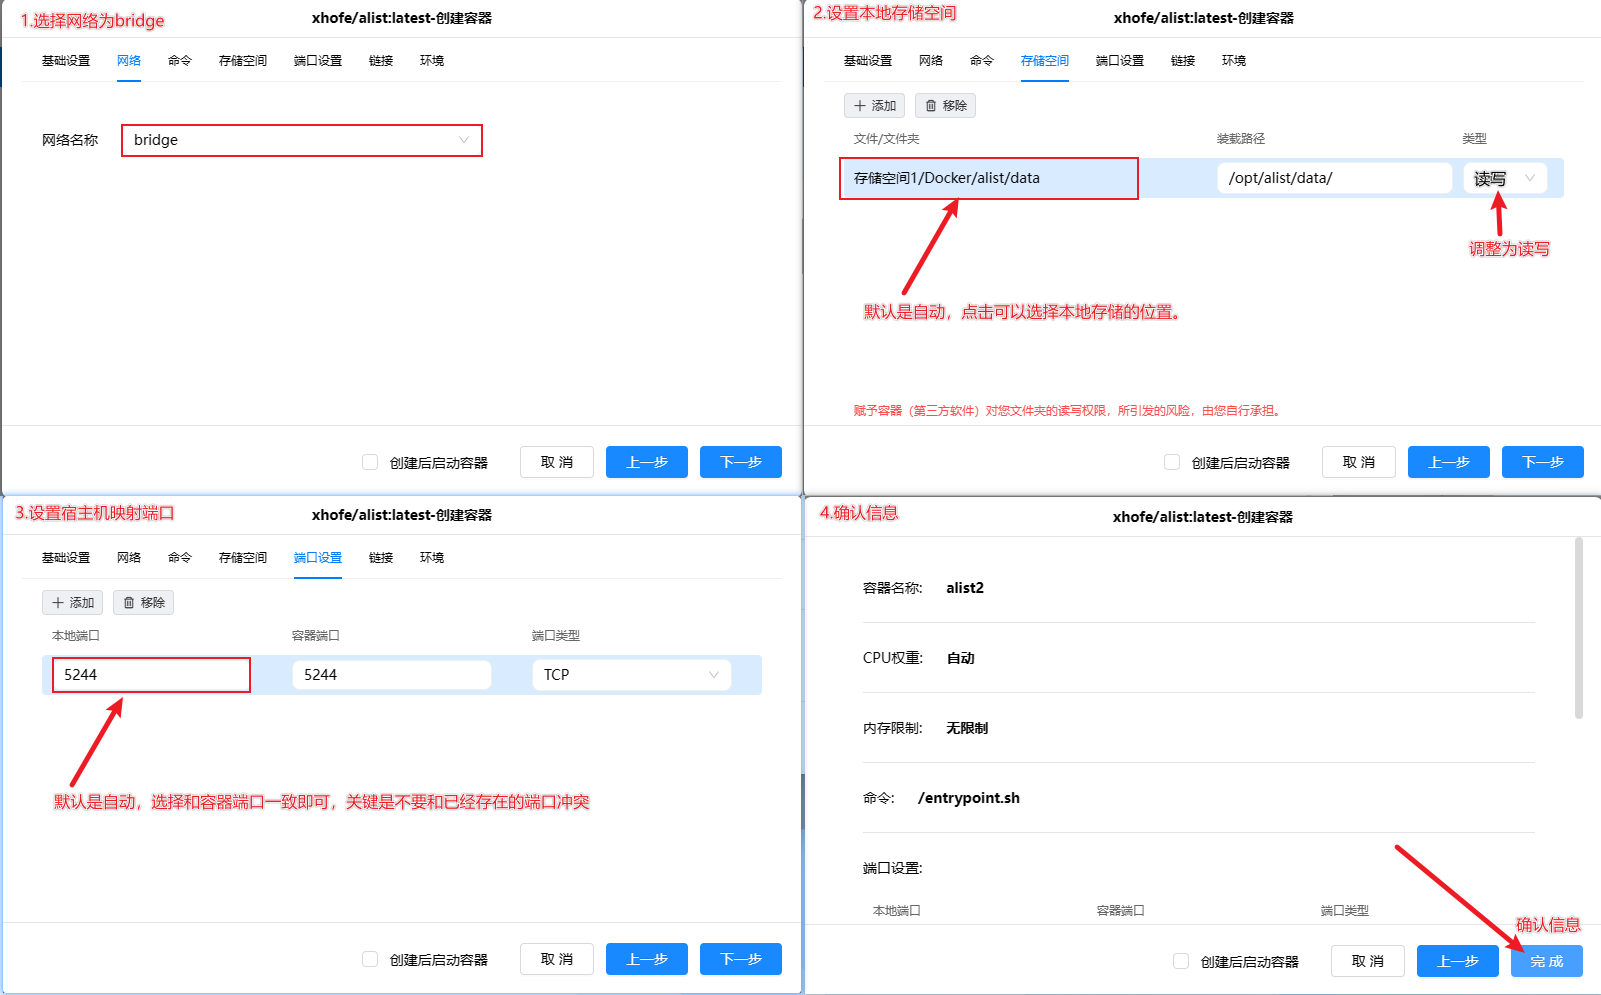 1.选择网络为bridge
xhofe/alist:latest-创建容器
基础设置 网络 命令 存储空间 端口设置 链接 环境
网络名称 bridge
创建后启动容器 取 消 上一步 下一步
2.设置本地存储空间
xhofe/alist:latest-创建容器
基础设置 网络 命令 存储空间 端口设置 链接 环境
添加 移除
文件/文件夹 装载路径 类型
存储空间1/Docker/alist/data /opt/alist/data/ 读写
调整为读写
默认是自动，点击可以选择本地存储的位置。
赋予容器（第三方软件）对您文件夹的读写权限，所引发的风险，由您自行承担。
创建后启动容器 取 消 上一步 下一步
3.设置宿主机映射端口
xhofe/alist:latest-创建容器
基础设置 网络 命令 存储空间 端口设置 链接 环境
添加 移除
本地端口 容器端口 端口类型
5244 5244 TCP
默认是自动，选择和容器端口一致即可，关键是不要和已经存在的端口冲突
创建后启动容器 取 消 上一步 下一步
4.确认信息
xhofe/alist:latest-创建容器
容器名称: alist2
CPU权重: 自动
内存限制: 无限制
命令: /entrypoint.sh
端口设置:
本地端口 容器端口 端口类型
确认信息
创建后启动容器 取 消 上一步 完 成